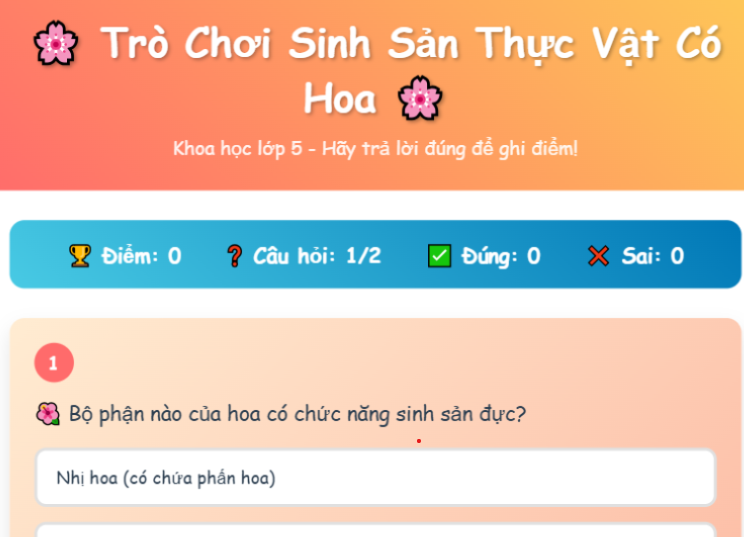 🌸 Trò Chơi Sinh Sản Thực Vật Có
Hoa 🌸
Khoa học lớp 5 - Hãy trả lời đúng để ghi điểm!
🏆 Điểm: 0 ❓ Câu hỏi: 1/2 ✅ Đúng: 0 ❌ Sai: 0
1
🌺 Bộ phận nào của hoa có chức năng sinh sản đực?
Nhị hoa (có chứa phấn hoa)